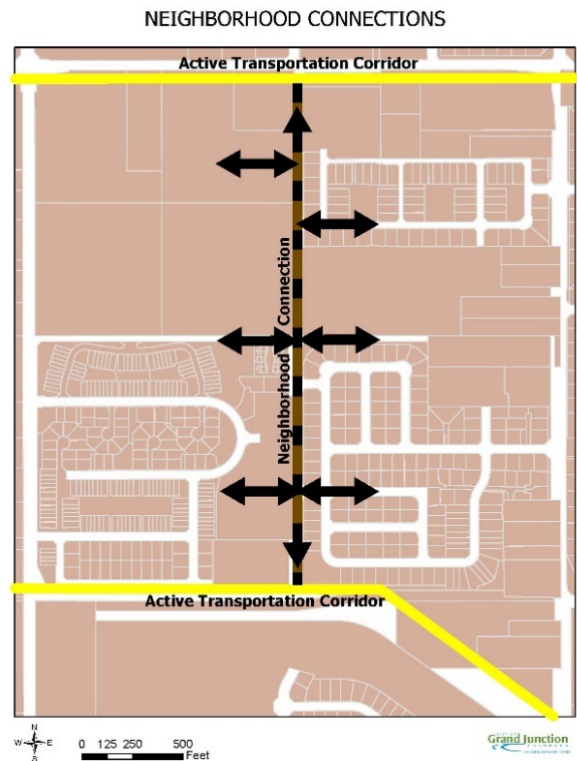 NEIGHBORHOOD CONNECTIONS
Active Transportation Corridor
Neighborhood Connection
Active Transportation Corridor
N
W E
S
0 125 250 500
Feet
Grand Junction